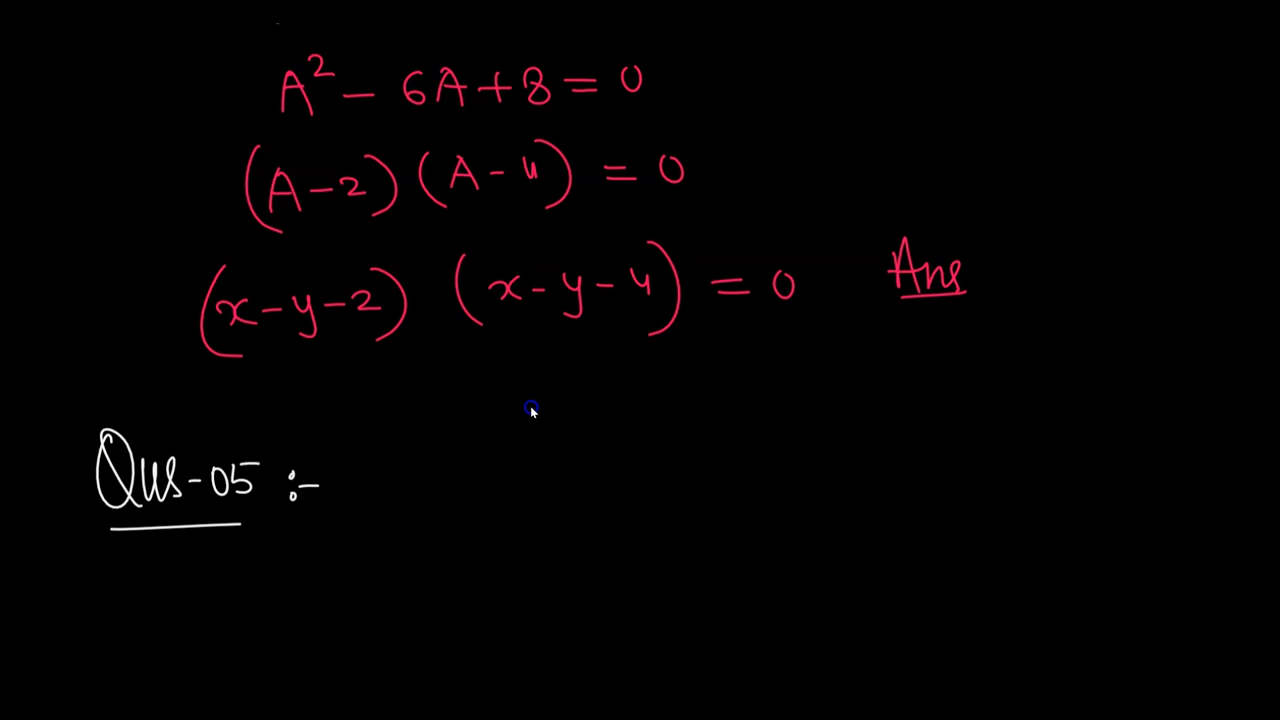 A² - 6A + 8 = 0
(A - 2) (A - 4) = 0
(x - y - 2) (x - y - 4) = 0 Ans
Qus - 05 :-